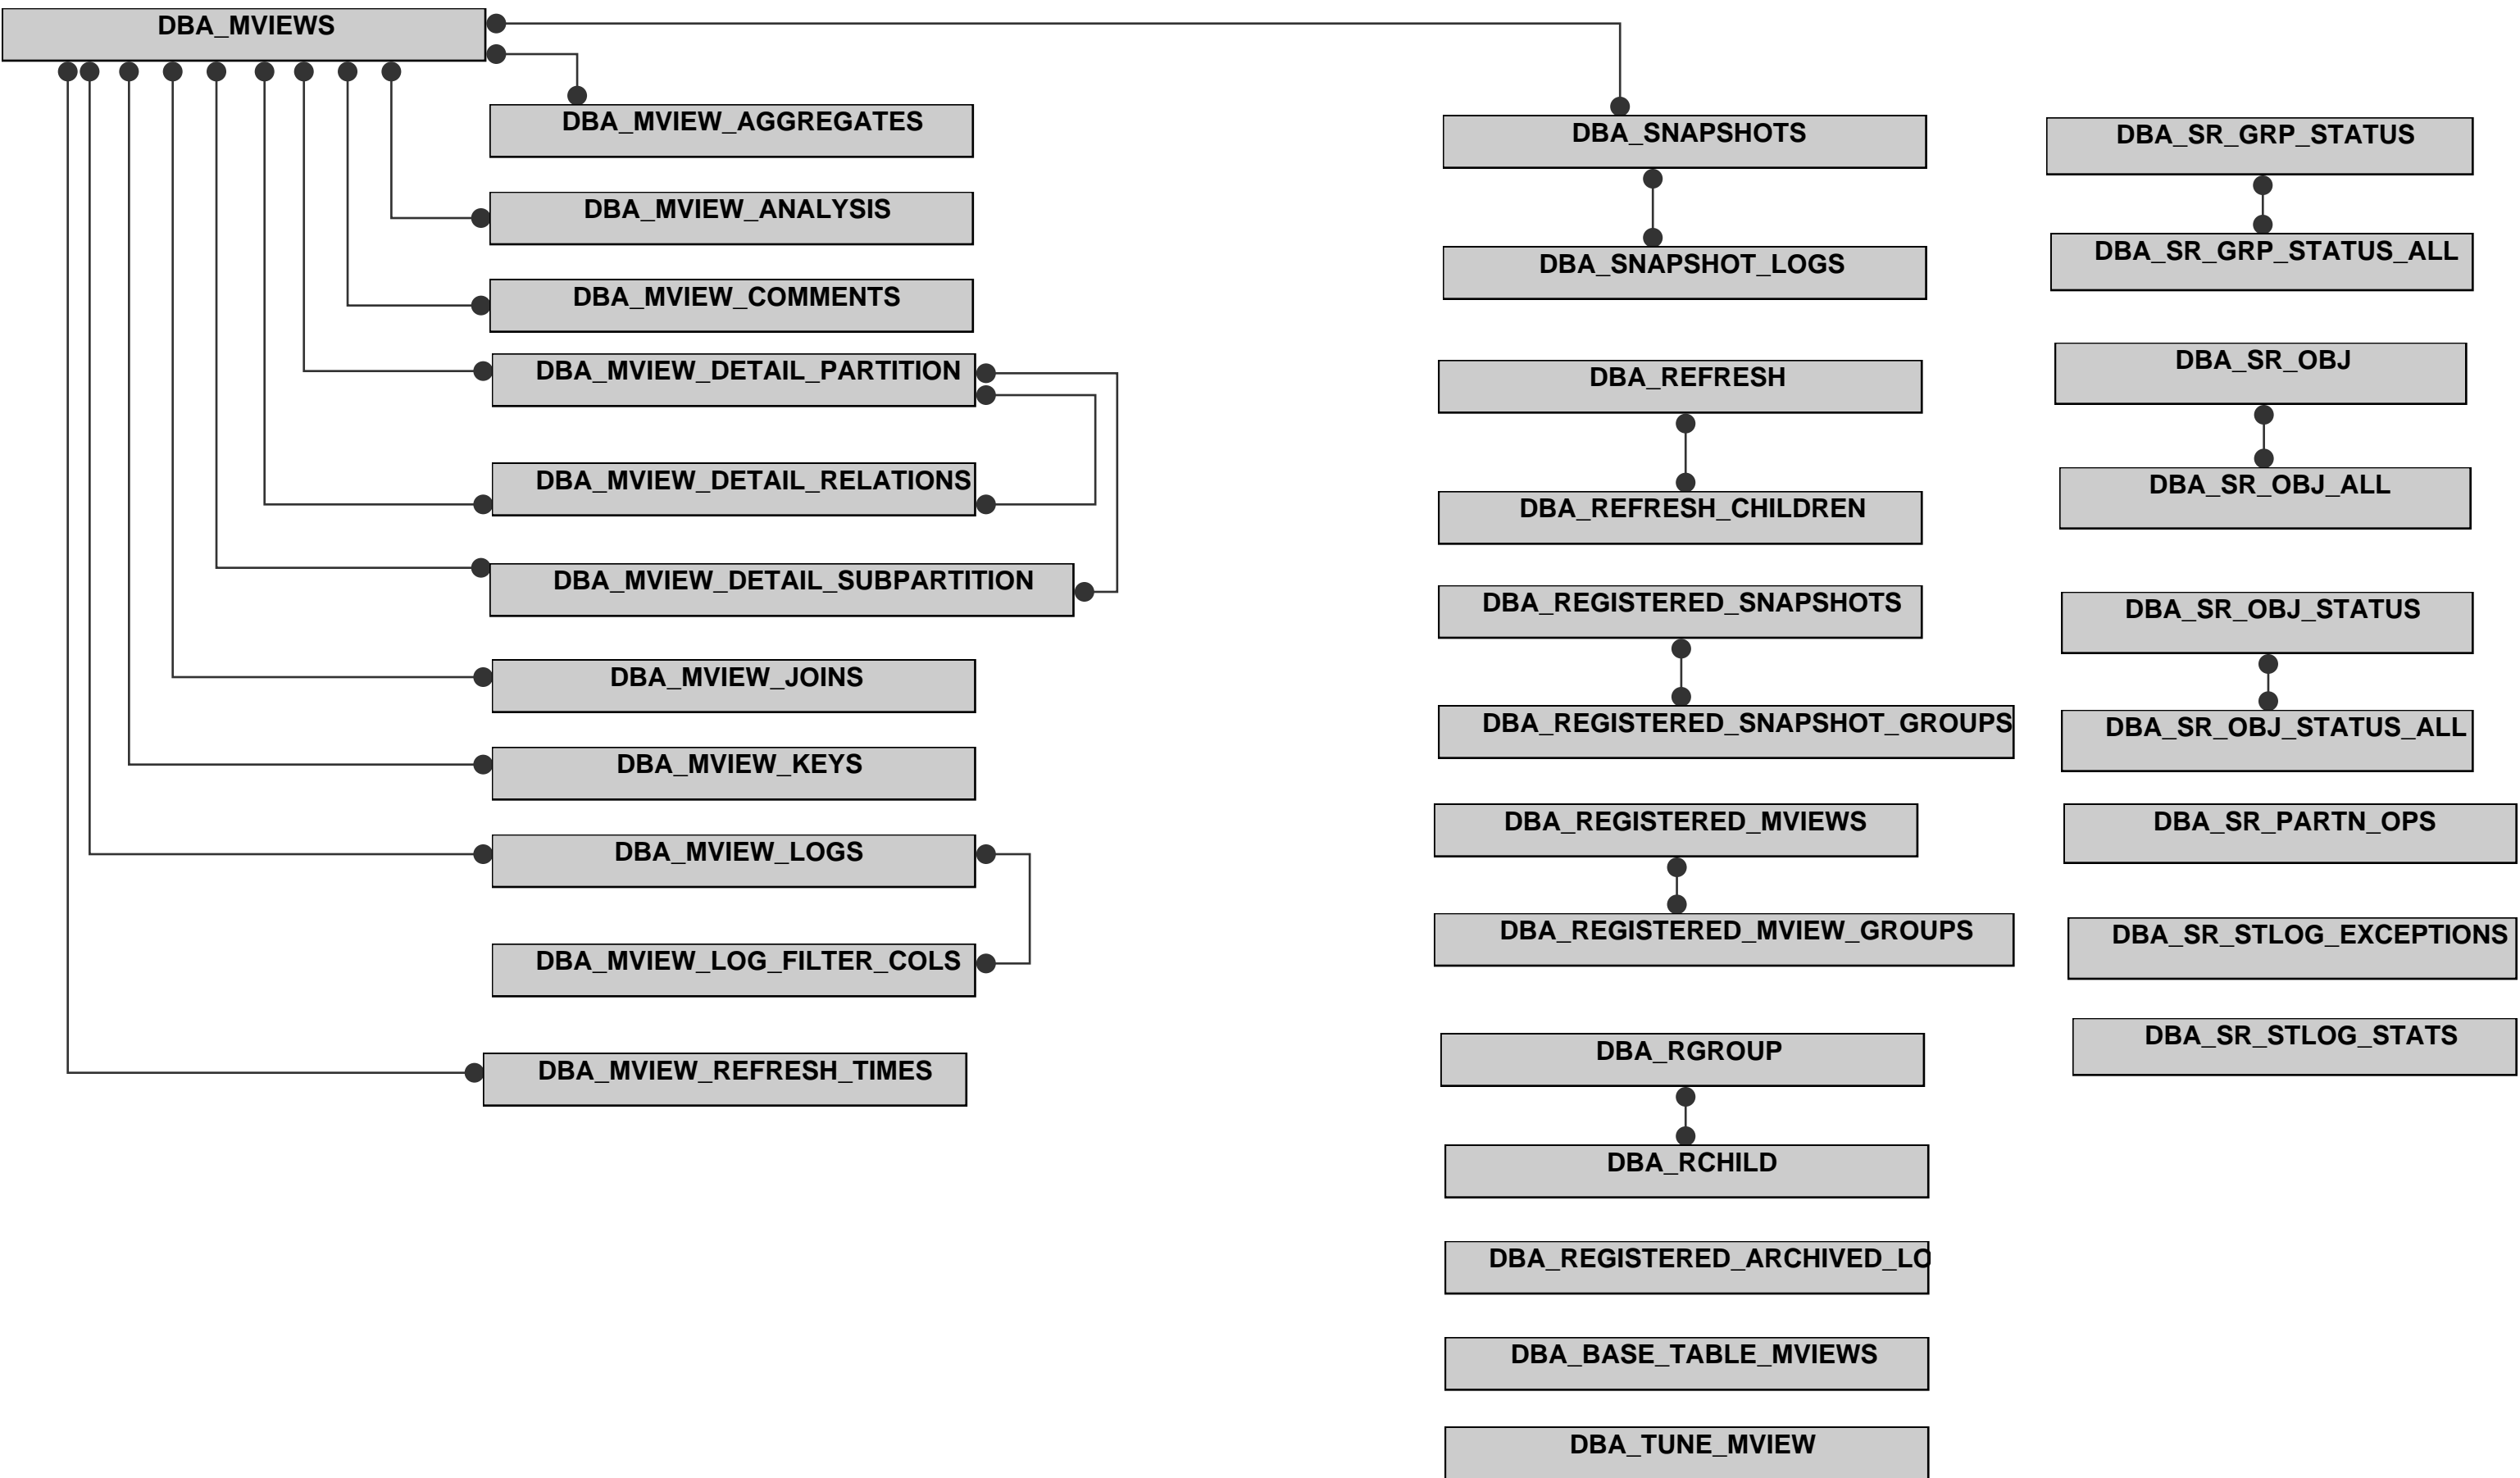 DBA_MVIEWS
DBA_MVIEW_AGGREGATES
DBA_MVIEW_ANALYSIS
DBA_MVIEW_COMMENTS
DBA_MVIEW_DETAIL_PARTITION
DBA_MVIEW_DETAIL_RELATIONS
DBA_MVIEW_DETAIL_SUBPARTITION
DBA_MVIEW_JOINS
DBA_MVIEW_KEYS
DBA_MVIEW_LOGS
DBA_MVIEW_LOG_FILTER_COLS
DBA_MVIEW_REFRESH_TIMES
DBA_SNAPSHOTS
DBA_SNAPSHOT_LOGS
DBA_REFRESH
DBA_REFRESH_CHILDREN
DBA_REGISTERED_SNAPSHOTS
DBA_REGISTERED_SNAPSHOT_GROUPS
DBA_REGISTERED_MVIEWS
DBA_REGISTERED_MVIEW_GROUPS
DBA_RGROUP
DBA_RCHILD
DBA_REGISTERED_ARCHIVED_LO
DBA_BASE_TABLE_MVIEWS
DBA_TUNE_MVIEW
DBA_SR_GRP_STATUS
DBA_SR_GRP_STATUS_ALL
DBA_SR_OBJ
DBA_SR_OBJ_ALL
DBA_SR_OBJ_STATUS
DBA_SR_OBJ_STATUS_ALL
DBA_SR_PARTN_OPS
DBA_SR_STLOG_EXCEPTIONS
DBA_SR_STLOG_STATS